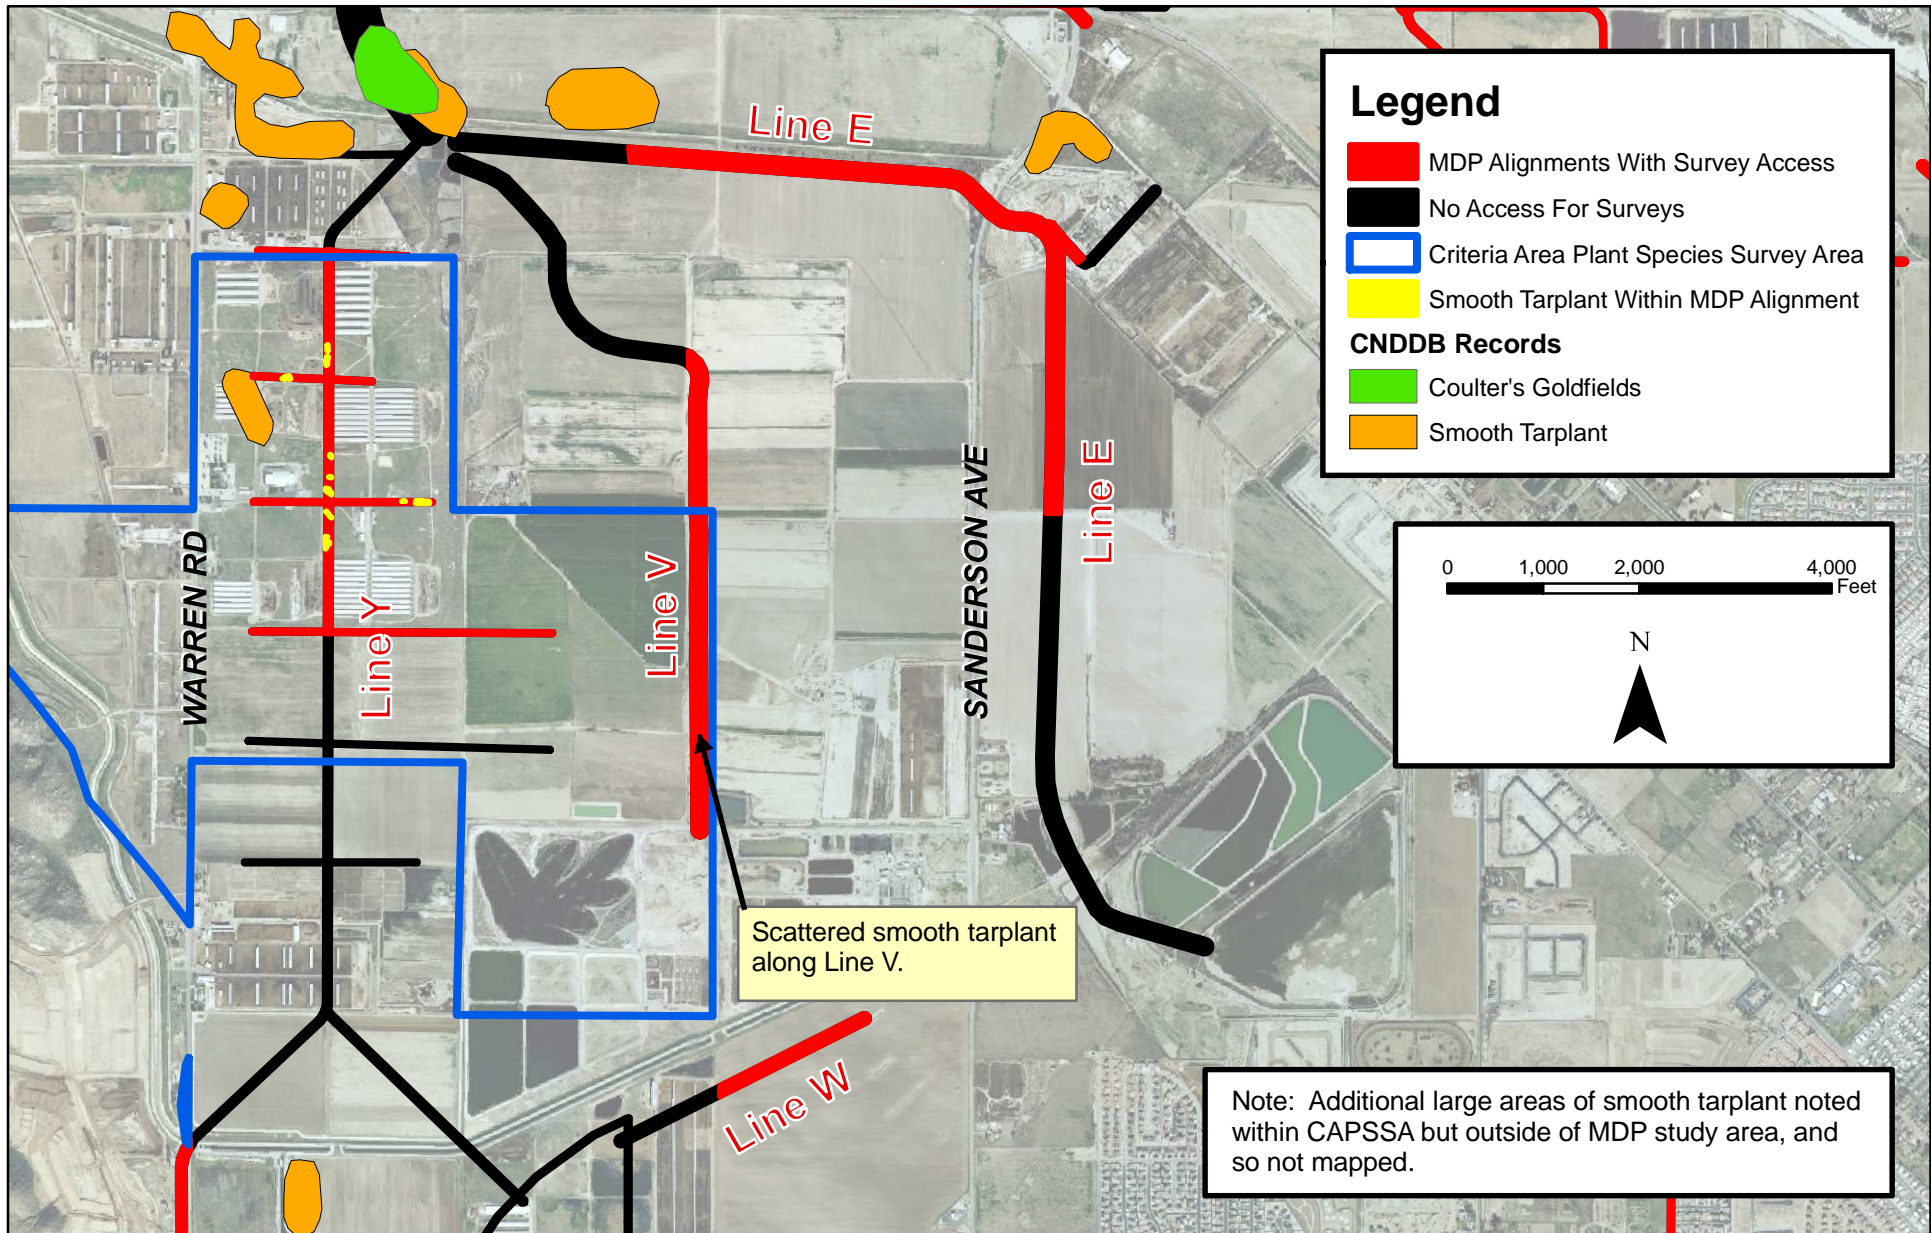 Line E
Legend
MDP Alignments With Survey Access
No Access For Surveys
Criteria Area Plant Species Survey Area
Smooth Tarplant Within MDP Alignment
CNDDB Records
Coulter's Goldfields
Smooth Tarplant
0 1,000 2,000 4,000
Feet
N
WARREN RD
Line Y
Line V
SANDERSON AVE
Line E
Scattered smooth tarplant
along Line V.
Line W
Note: Additional large areas of smooth tarplant noted
within CAPSSA but outside of MDP study area, and
so not mapped.